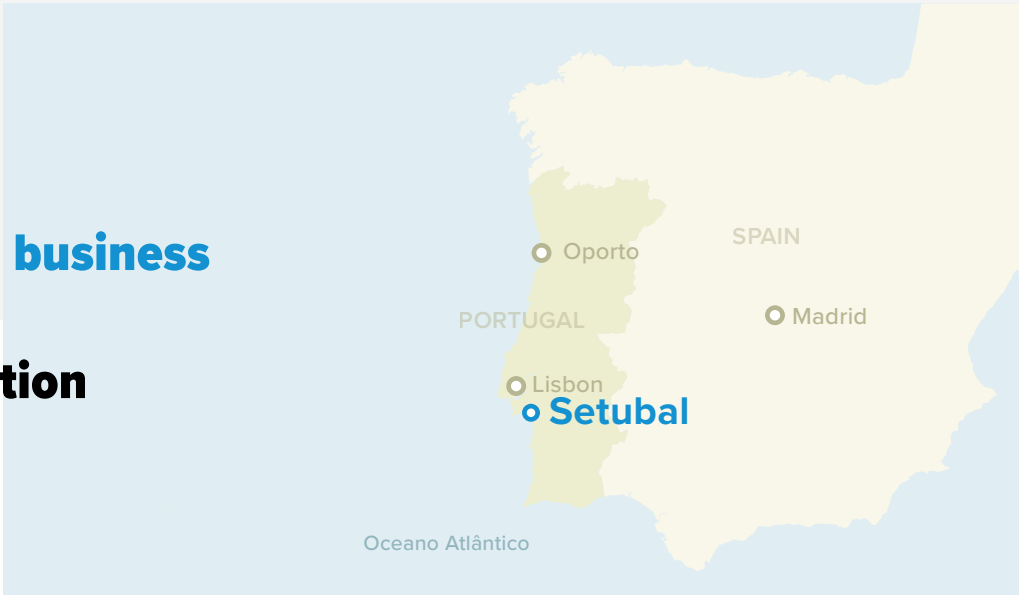 business
tion
SPAIN
Oporto
Madrid
PORTUGAL
Lisbon
Setubal
Oceano Atlântico